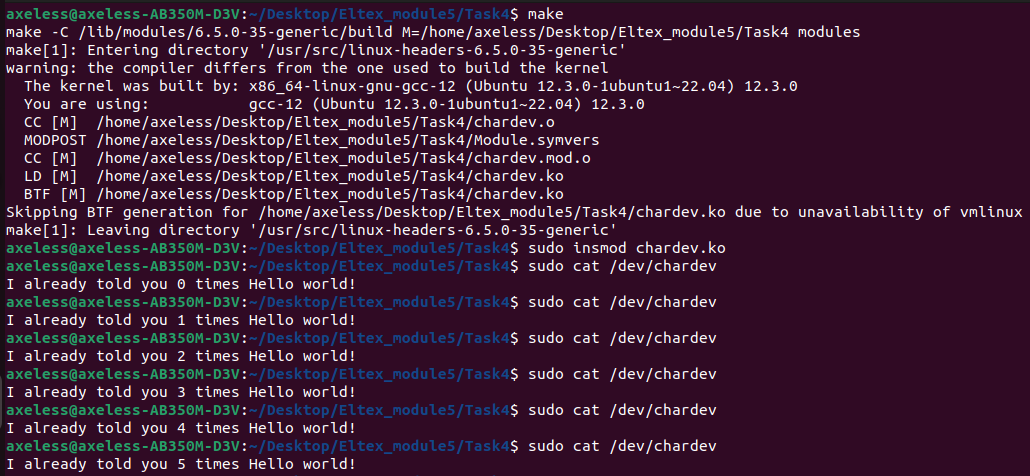 axeless@axeless-AB350M-D3V:~/Desktop/Eltex_module5/Task4$ make
make -C /lib/modules/6.5.0-35-generic/build M=/home/axeless/Desktop/Eltex_module5/Task4 modules
make[1]: Entering directory '/usr/src/linux-headers-6.5.0-35-generic'
warning: the compiler differs from the one used to build the kernel
  The kernel was built by: x86_64-linux-gnu-gcc-12 (Ubuntu 12.3.0-1ubuntu1~22.04) 12.3.0
  You are using:           gcc-12 (Ubuntu 12.3.0-1ubuntu1~22.04) 12.3.0
  CC [M]  /home/axeless/Desktop/Eltex_module5/Task4/chardev.o
  MODPOST /home/axeless/Desktop/Eltex_module5/Task4/Module.symvers
  CC [M]  /home/axeless/Desktop/Eltex_module5/Task4/chardev.mod.o
  LD [M]  /home/axeless/Desktop/Eltex_module5/Task4/chardev.ko
  BTF [M] /home/axeless/Desktop/Eltex_module5/Task4/chardev.ko
Skipping BTF generation for /home/axeless/Desktop/Eltex_module5/Task4/chardev.ko due to unavailability of vmlinux
make[1]: Leaving directory '/usr/src/linux-headers-6.5.0-35-generic'
axeless@axeless-AB350M-D3V:~/Desktop/Eltex_module5/Task4$ sudo insmod chardev.ko
axeless@axeless-AB350M-D3V:~/Desktop/Eltex_module5/Task4$ sudo cat /dev/chardev
I already told you 0 times Hello world!
axeless@axeless-AB350M-D3V:~/Desktop/Eltex_module5/Task4$ sudo cat /dev/chardev
I already told you 1 times Hello world!
axeless@axeless-AB350M-D3V:~/Desktop/Eltex_module5/Task4$ sudo cat /dev/chardev
I already told you 2 times Hello world!
axeless@axeless-AB350M-D3V:~/Desktop/Eltex_module5/Task4$ sudo cat /dev/chardev
I already told you 3 times Hello world!
axeless@axeless-AB350M-D3V:~/Desktop/Eltex_module5/Task4$ sudo cat /dev/chardev
I already told you 4 times Hello world!
axeless@axeless-AB350M-D3V:~/Desktop/Eltex_module5/Task4$ sudo cat /dev/chardev
I already told you 5 times Hello world!